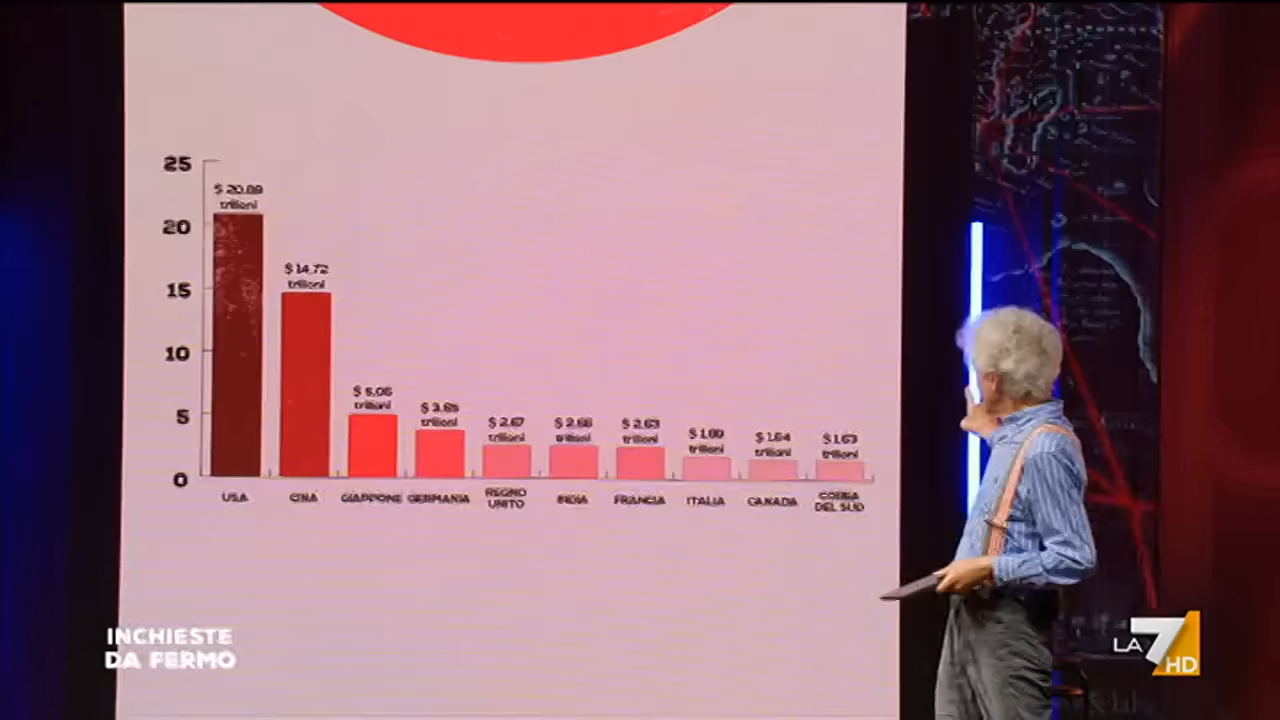 25
20
15
10
5
0
$ 20.89
trilioni
$ 14.72
trilioni
$ 5.05
trilioni
$ 3.85
trilioni
$ 2.67
trilioni
$ 2.66
trilioni
$ 2.63
trilioni
$ 1.89
trilioni
$ 1.64
trilioni
$ 1.63
trilioni
USA
CINA
GIAPPONE
GERMANIA
REGNO
UNITO
INDIA
FRANCIA
ITALIA
CANADA
COREA
DEL SUD
INCHIESTE
DA FERMO
LA7
HD